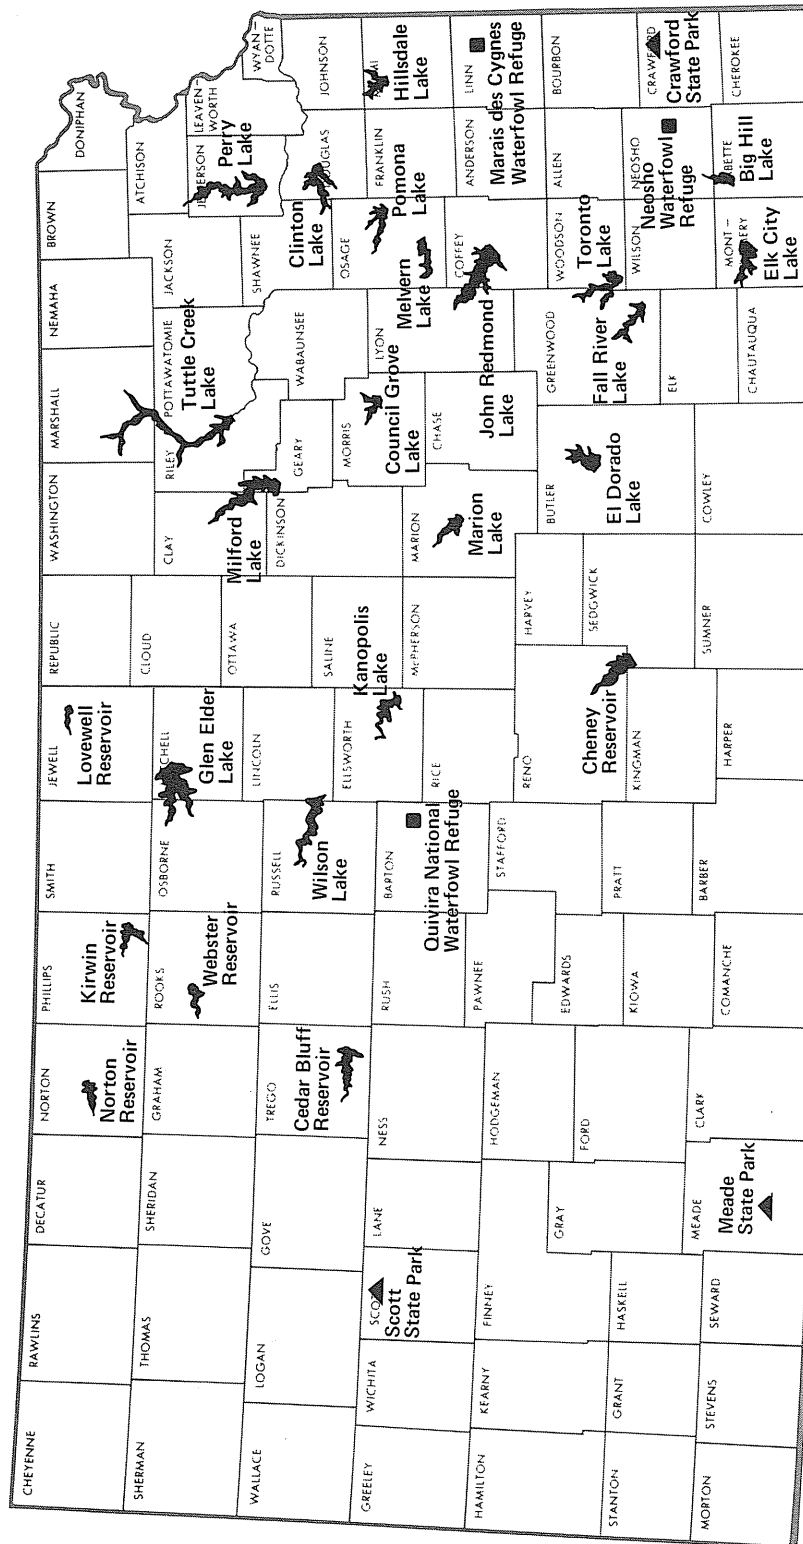 CHEYENNE
RAWLINS
DECATUR
NORTON
PHILLIPS
SMITH
JEWELL
REPUBLIC
WASHINGTON
MARSHALL
NEMAHA
BROWN
DONIPHAN
Norton
Reservoir
Kirwin
Reservoir
Lovewell
Reservoir
SHERMAN
THOMAS
SHERIDAN
GRAHAM
ROOKS
OSBORNE
CHELL
CLOUD
CLAY
RILEY
POTTAWATOMIE
JACKSON
ATCHISON
LEAVEN-
WORTH
WYAN-
DOTTE
Webster
Reservoir
Glen Elder
Lake
Tuttle Creek
Lake
Perry
Lake
WALLACE
LOGAN
GOVE
TREGO
ELLIS
RUSSELL
LINCOLN
OTTAWA
DICKINSON
GEARY
WABAUNSEE
SHAWNEE
JOHNSON
Cedar Bluff
Reservoir
Wilson
Lake
SALINE
ELLSWORTH
Milford
Lake
Kanopolis
Lake
MORRIS
Clinton
Lake
OSAGE
FRANKLIN
Hillsdale
Lake
Pomona
Lake
GREELEY
WICHITA
Scott
State Park
LANE
NESS
RUSH
BARTON
RICE
McPHERSON
MARION
Marion
Lake
CHASE
LYON
Council Grove
Lake
Melvern
Lake
COFFEY
ANDERSON
LINN
Marais des Cygnes
Waterfowl Refuge
Quivira National
Waterfowl Refuge
John Redmond
HAMILTON
KEARNY
FINNEY
HODGEMAN
PAWNEE
STAFFORD
RENO
HARVEY
BUTLER
GREENWOOD
WOODSON
ALLEN
BOURBON
GRAY
FORD
EDWARDS
Cheney
Reservoir
SEDGWICK
El Dorado
Lake
Toronto
Lake
Fall River
Lake
STANTON
GRANT
HASKELL
KIOWA
PRATT
KINGMAN
ELK
WILSON
NEOSHO
Neosho
Waterfowl
Refuge
CRAWFORD
Crawford
State Park
MORTON
STEVENS
SEWARD
MEADE
Meade
State Park
CLARK
COMANCHE
BARBER
HARPER
SUMNER
COWLEY
CHAUTAUQUA
MONT-
Elk City
Lake
BETTE
Big Hill
Lake
CHEROKEE